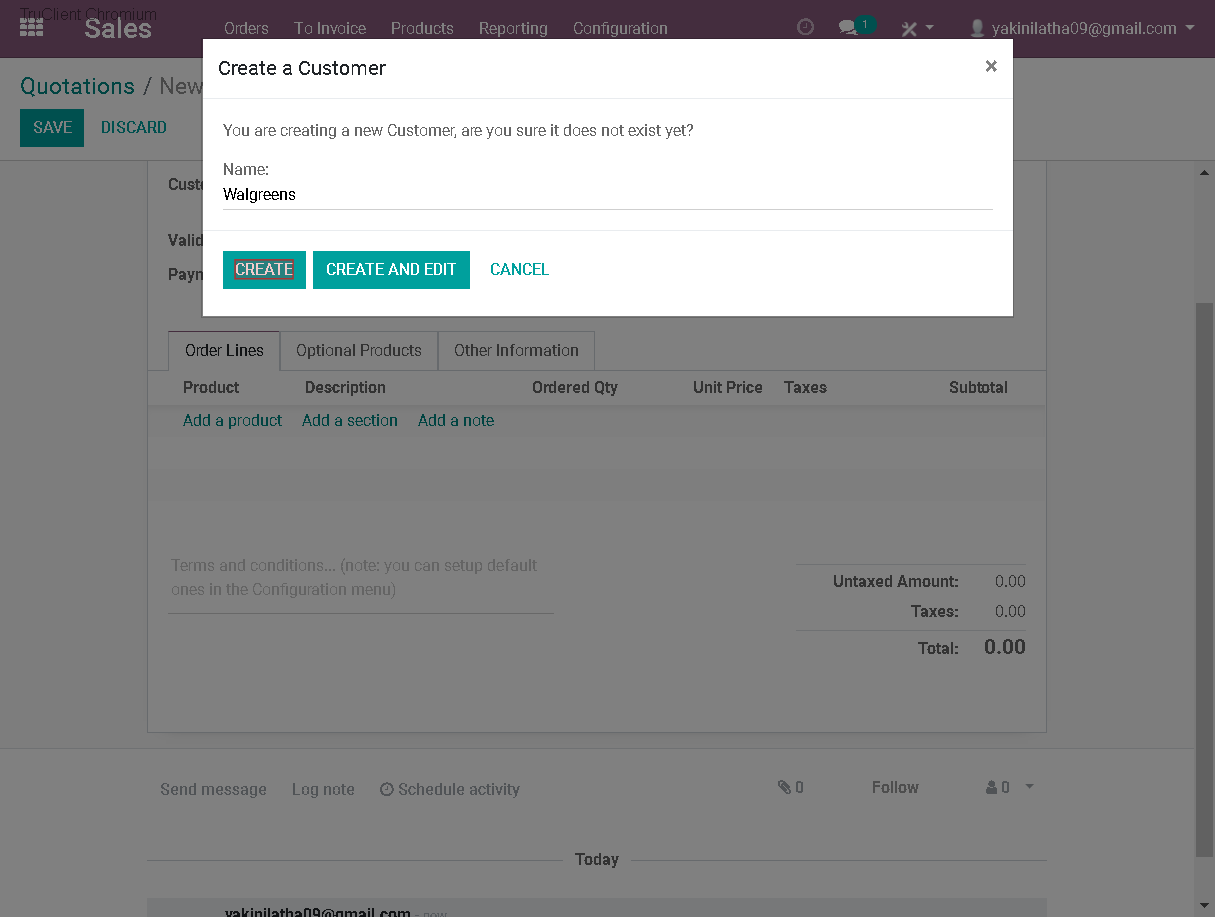 TruClient Chromium
Sales Orders To Invoice Products Reporting Configuration 1 yakinilatha09@gmail.com
Create a Customer ×
Quotations / New
SAVE DISCARD
You are creating a new Customer, are you sure it does not exist yet?
Name:
Walgreens
Custo
Valid
Payn
CREATE CREATE AND EDIT CANCEL
Order Lines Optional Products Other Information
Product Description Ordered Qty Unit Price Taxes Subtotal
Add a product Add a section Add a note
Terms and conditions... (note: you can setup default
ones in the Configuration menu)
Untaxed Amount: 0.00
Taxes: 0.00
Total: 0.00
Send message Log note Schedule activity 0 Follow 0
Today
yakinilatha09@gmail.com - now